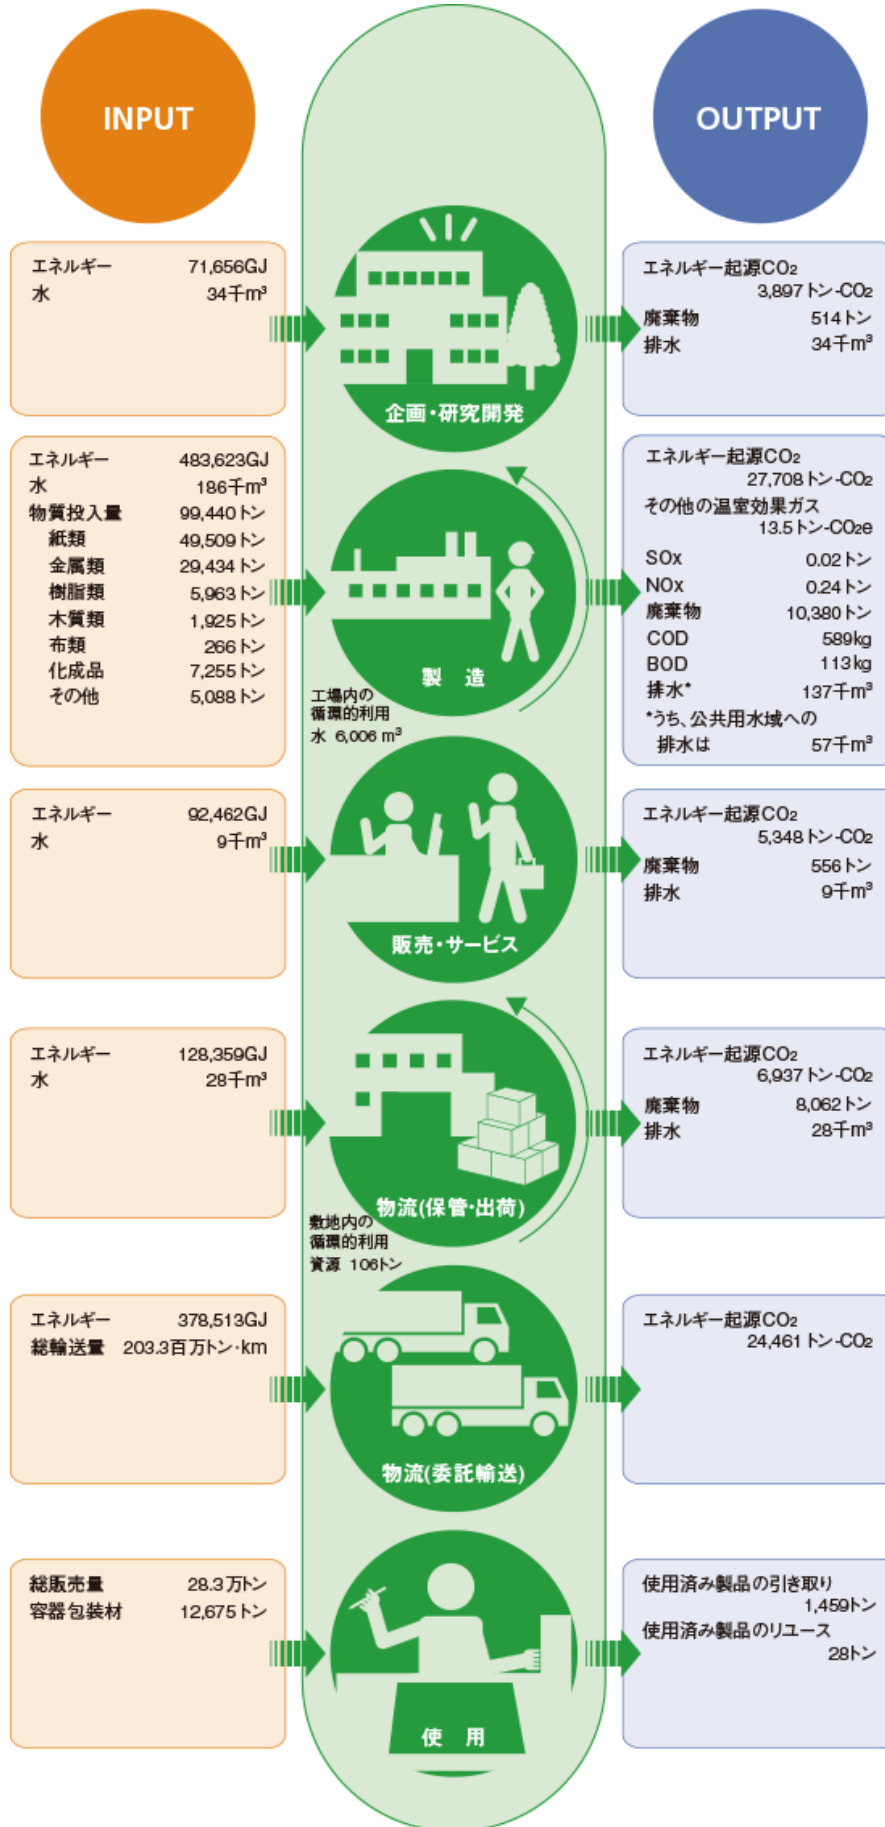 INPUT
OUTPUT
エネルギー 71,656GJ
水 34千m³
企画・研究開発
エネルギー起源CO₂
3,897トン-CO₂
廃棄物 514トン
排水 34千m³
エネルギー 483,623GJ
水 186千m³
物質投入量 99,440トン
紙類 49,509トン
金属類 29,434トン
樹脂類 5,963トン
木質類 1,925トン
布類 266トン
化成品 7,255トン
その他 5,088トン
製 造
工場内の
循環的利用
水 6,006 m³
エネルギー起源CO₂
27,708トン-CO₂
その他の温室効果ガス
13.5トン-CO₂e
SOx 0.02トン
NOx 0.24トン
廃棄物 10,380トン
COD 589kg
BOD 113kg
排水* 137千m³
*うち、公共用水域への
排水は 57千m³
エネルギー 92,462GJ
水 9千m³
販売・サービス
エネルギー起源CO₂
5,348トン-CO₂
廃棄物 556トン
排水 9千m³
エネルギー 128,359GJ
水 28千m³
物流(保管・出荷)
敷地内の
循環的利用
資源 106トン
エネルギー起源CO₂
6,937トン-CO₂
廃棄物 8,062トン
排水 28千m³
エネルギー 378,513GJ
総輸送量 203.3百万トン・km
物流(委託輸送)
エネルギー起源CO₂
24,461トン-CO₂
総販売量 28.3万トン
容器包装材 12,675トン
使 用
使用済み製品の引き取り
1,459トン
使用済み製品のリユース
28トン